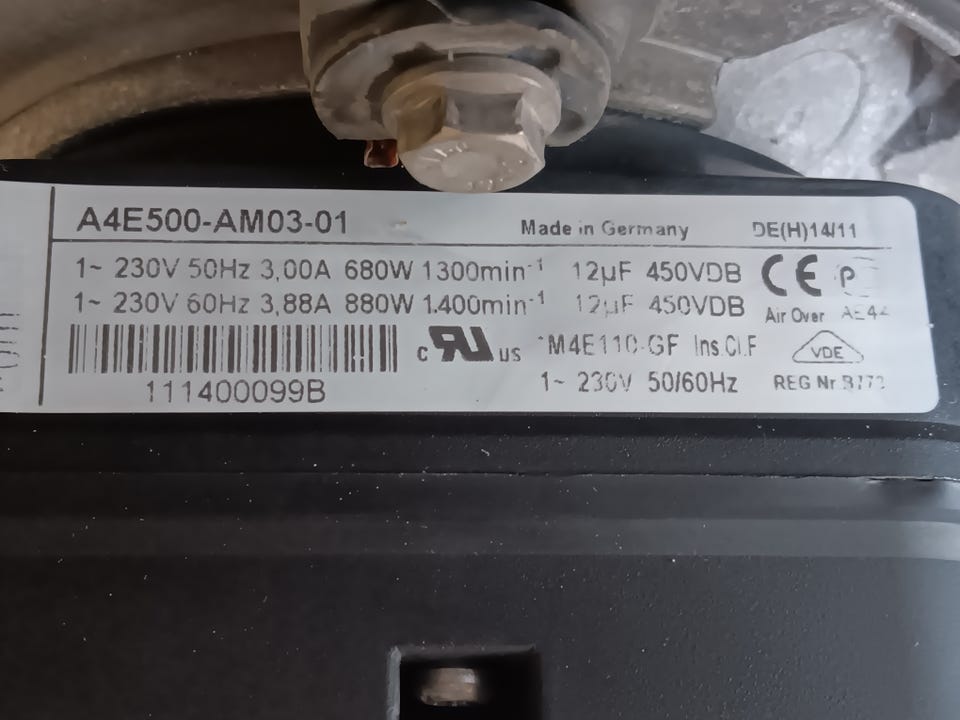 A4E500-AM03-01 Made in Germany DE(H)14/11
1~ 230V 50Hz 3,00A 680W 1300min-1 12µF 450VDB CE P
1~ 230V 60Hz 3,88A 880W 1.400min-1 12µF 450VDB
Air Over
c RU US M4E110-GF Ins.Cl.F VDE
111400099B 1~ 230V 50/60Hz REG Nr.